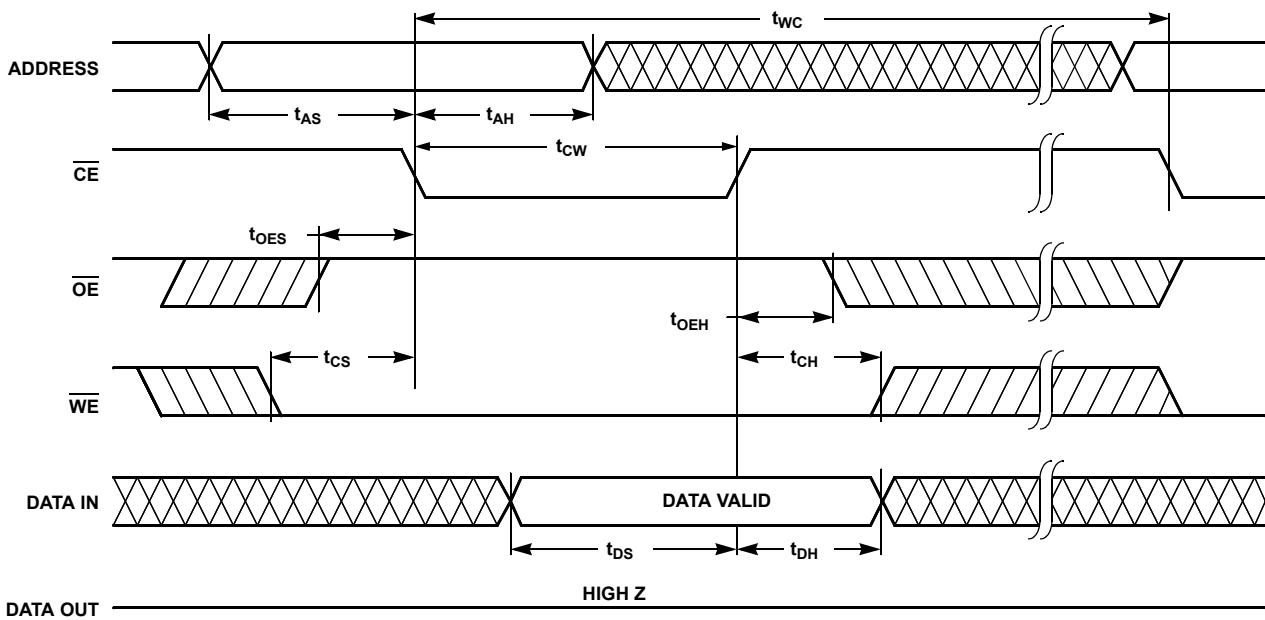 tWC
ADDRESS
tAS
tAH
tCW
CE
tOES
OE
tOEH
tCS
tCH
WE
DATA IN
DATA VALID
tDS
tDH
HIGH Z
DATA OUT